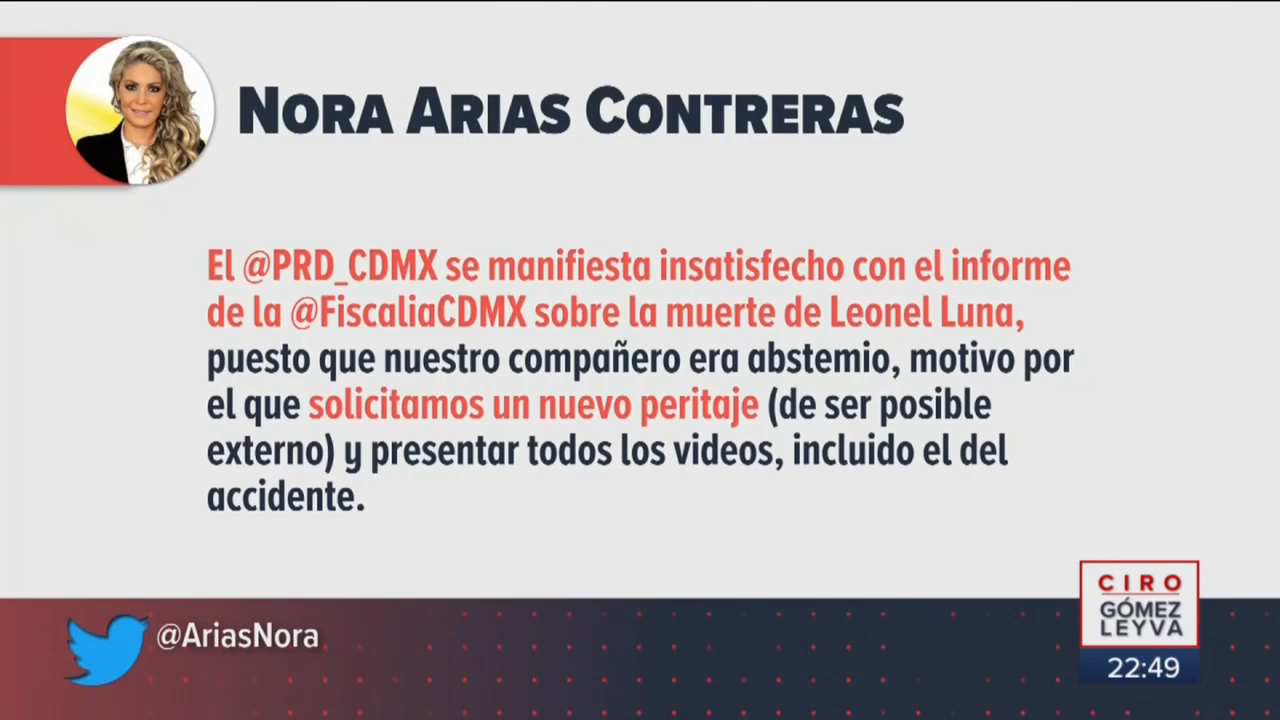 NORA ARIAS CONTRERAS
El @PRD_CDMX se manifiesta insatisfecho con el informe
de la @FiscaliaCDMX sobre la muerte de Leonel Luna,
puesto que nuestro compañero era abstemio, motivo por
el que solicitamos un nuevo peritaje (de ser posible
externo) y presentar todos los videos, incluido el del
accidente.
@AriasNora
CIRO
GÓMEZ
LEYVA
22:49